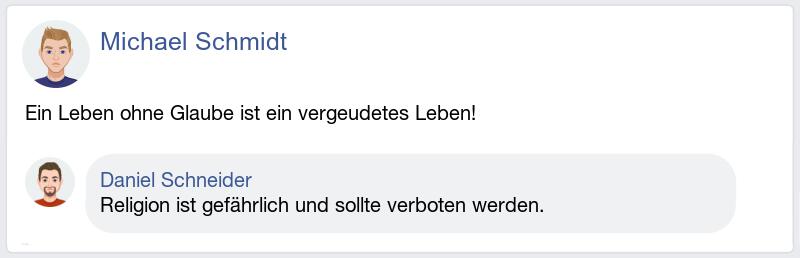 Michael Schmidt
Ein Leben ohne Glaube ist ein vergeudetes Leben!
Daniel Schneider
Religion ist gefährlich und sollte verboten werden.